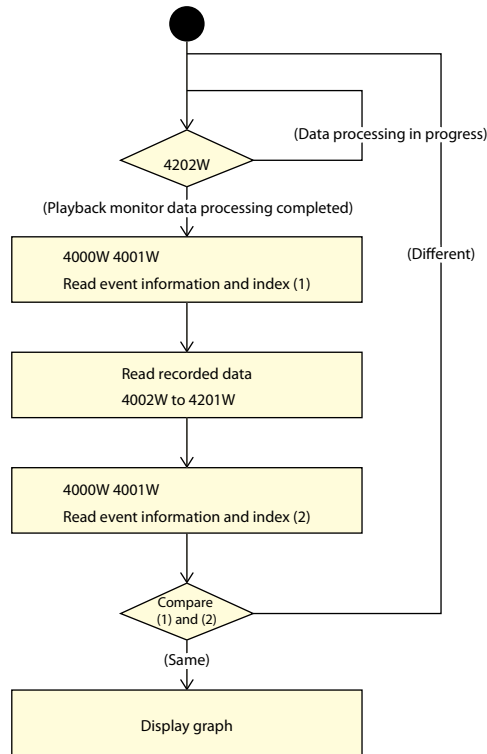 (Data processing in progress)
4202W
(Playback monitor data processing completed)
(Different)
4000W 4001W
Read event information and index (1)
Read recorded data
4002W to 4201W
4000W 4001W
Read event information and index (2)
Compare
(1) and (2)
(Same)
Display graph